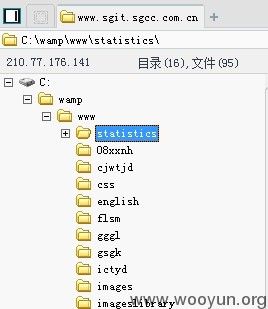 www.sgit.sgcc.com.cn
C:\wamp\www\statistics\
210.77.176.141 目录(16),文件(95)
C:
wamp
www
statistics
08xxnh
cjwtjd
css
english
flsm
gggl
gsgk
ictyd
images
imageslibrary
www.wooyun.org